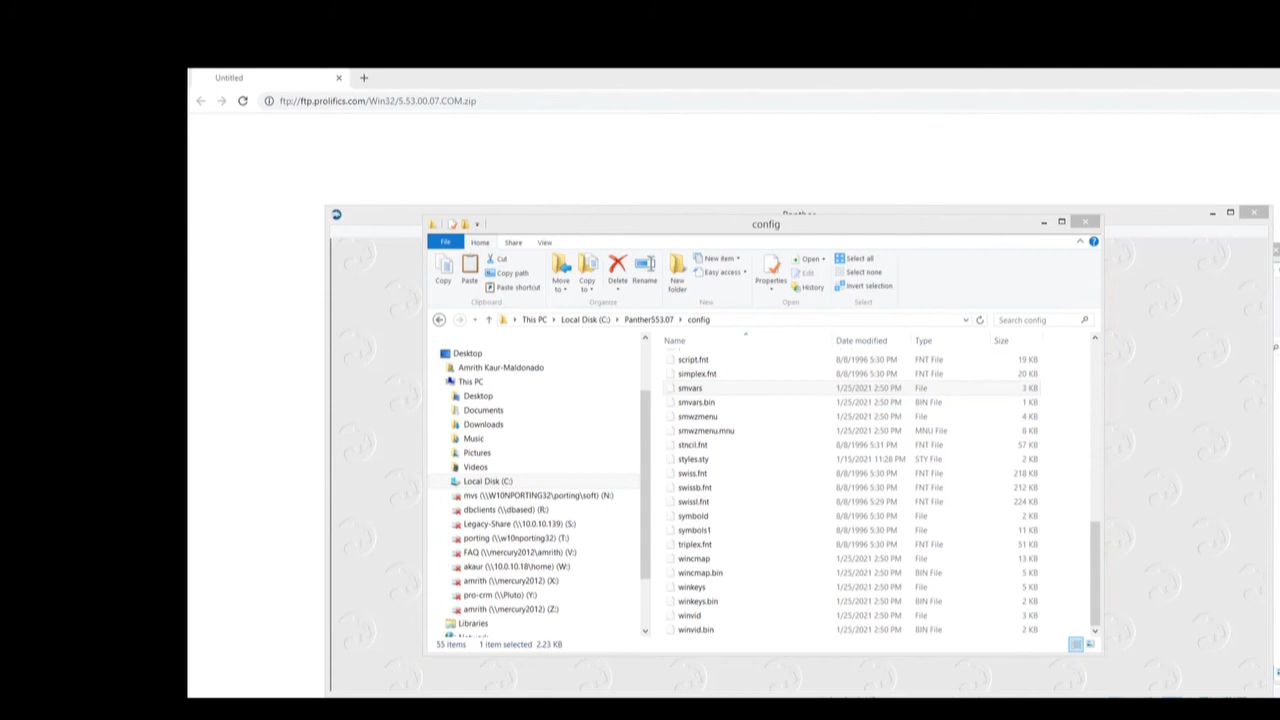 Untitled
ftp://ftp.prolifics.com/Win32/5.53.00.07.COM.zip
config
File Home Share View
Copy Paste Cut Copy path Paste shortcut Move to Copy to Delete Rename New folder New item Easy access Properties Open Edit History Select all Select none Invert selection
Clipboard Organize New Open Select
This PC Local Disk (C:) Panther553.07 config Search config
Name Date modified Type Size
Desktop
Amrith Kaur-Maldonado
This PC
Desktop
Documents
Downloads
Music
Pictures
Videos
Local Disk (C:)
mvs (\\W10NPORTING32\porting\soft) (N:)
dbclients (\\dbased) (R:)
Legacy-Share (\\10.0.10.139) (S:)
porting (\\w10nporting32) (T:)
FAQ (\\mercury2012\amrith) (V:)
akaur (\\10.0.10.18\home) (W:)
amrith (\\mercury2012) (X:)
pro-crm (\\Pluto) (Y:)
amrith (\\mercury2012) (Z:)
Libraries
script.fnt 8/8/1996 5:30 PM FNT File 19 KB
simplex.fnt 8/8/1996 5:30 PM FNT File 20 KB
smvars 1/25/2021 2:50 PM File 3 KB
smvars.bin 1/25/2021 2:50 PM BIN File 1 KB
smwzmenu 1/25/2021 2:50 PM File 4 KB
smwzmenu.mnu 1/25/2021 2:50 PM MNU File 8 KB
stncil.fnt 8/8/1996 5:31 PM FNT File 57 KB
styles.sty 1/15/2021 11:28 PM STY File 2 KB
swiss.fnt 8/8/1996 5:30 PM FNT File 218 KB
swissb.fnt 8/8/1996 5:30 PM FNT File 212 KB
swissl.fnt 8/8/1996 5:29 PM FNT File 224 KB
symbold 8/8/1996 5:30 PM File 2 KB
symbols1 8/8/1996 5:30 PM File 11 KB
triplex.fnt 8/8/1996 5:30 PM FNT File 51 KB
wincmap 1/25/2021 2:50 PM File 13 KB
wincmap.bin 1/25/2021 2:50 PM BIN File 5 KB
winkeys 1/25/2021 2:50 PM File 5 KB
winkeys.bin 1/25/2021 2:50 PM BIN File 2 KB
winvid 1/25/2021 2:50 PM File 3 KB
winvid.bin 1/25/2021 2:50 PM BIN File 2 KB
55 items 1 item selected 2.23 KB